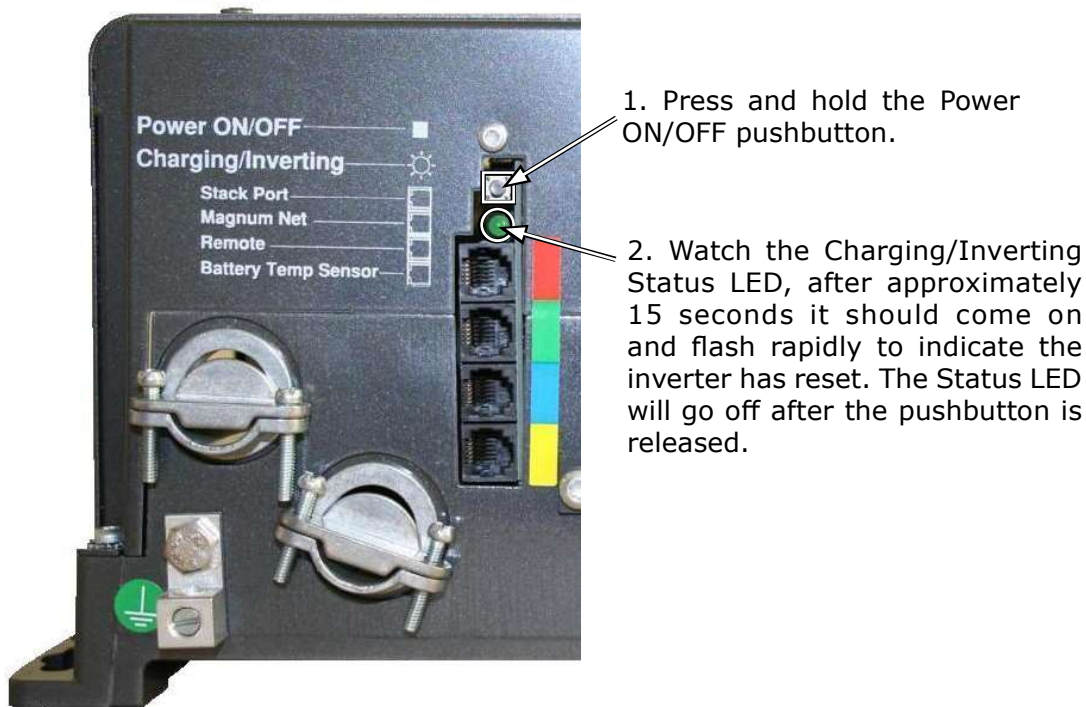 Power ON/OFF
Charging/Inverting
Stack Port
Magnum Net
Remote
Battery Temp Sensor
1. Press and hold the Power
ON/OFF pushbutton.
2. Watch the Charging/Inverting
Status LED, after approximately
15 seconds it should come on
and flash rapidly to indicate the
inverter has reset. The Status LED
will go off after the pushbutton is
released.